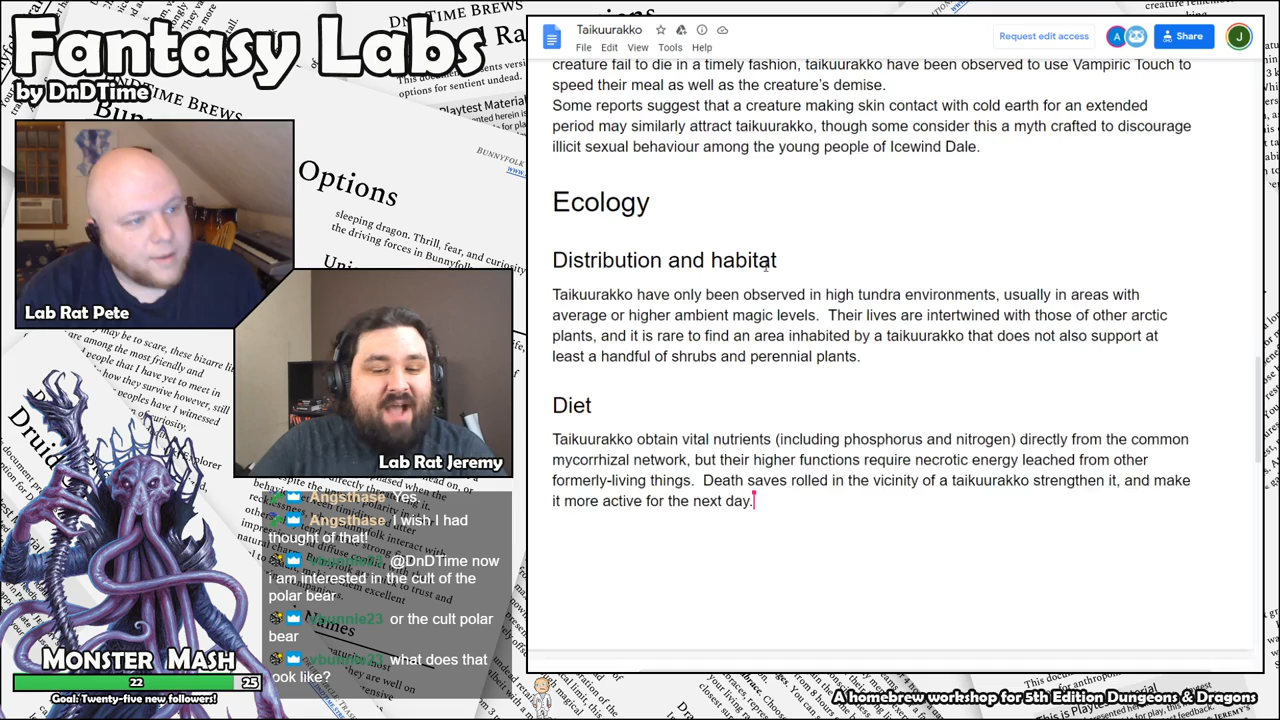 Fantasy Labs
by DnDTime
Lab Rat Pete
Lab Rat Jeremy
Options
sleeping dragon. Thrill, fear, and curiosity
Angsthase Yes.
Angsthase I wish I had
thought of that!
@DnDTime now
i am interested in the cult of the
polar bear
vbunnie23 or the cult polar
bear
vbunnie23 what does that
look like?
Names
MONSTER MASH
22
25
Goal: Twenty-five new followers!
Taikuurakko
File Edit View Tools Help
Request edit access
A
Share
J
creature fail to die in a timely fashion, taikuurakko have been observed to use Vampiric Touch to
speed their meal as well as the creature's demise.
Some reports suggest that a creature making skin contact with cold earth for an extended
period may similarly attract taikuurakko, though some consider this a myth crafted to discourage
illicit sexual behaviour among the young people of Icewind Dale.
Ecology
Distribution and habitat
Taikuurakko have only been observed in high tundra environments, usually in areas with
average or higher ambient magic levels.  Their lives are intertwined with those of other arctic
plants, and it is rare to find an area inhabited by a taikuurakko that does not also support at
least a handful of shrubs and perennial plants.
Diet
Taikuurakko obtain vital nutrients (including phosphorus and nitrogen) directly from the common
mycorrhizal network, but their higher functions require necrotic energy leached from other
formerly-living things.  Death saves rolled in the vicinity of a taikuurakko strengthen it, and make
it more active for the next day.
A homebrew workshop for 5th Edition Dungeons & Dragons